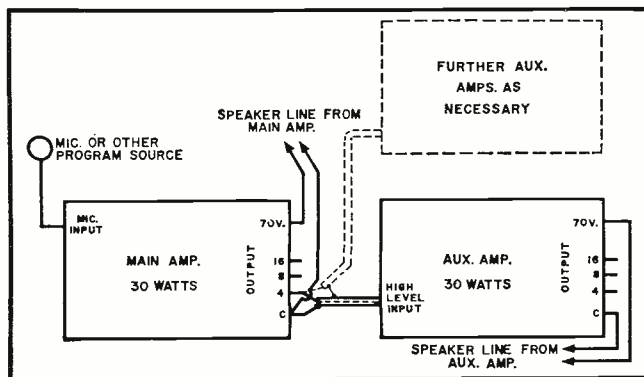 FURTHER AUX.
AMPS. AS
NECESSARY
SPEAKER LINE FROM
MAIN AMP.
MIC. OR OTHER
PROGRAM SOURCE
MIC.
INPUT
MAIN AMP.
30 WATTS
OUTPUT
70V.
16
8
4
C
HIGH
LEVEL
INPUT
AUX. AMP.
30 WATTS
OUTPUT
70V.
16
8
4
C
SPEAKER LINE FROM
AUX. AMP.